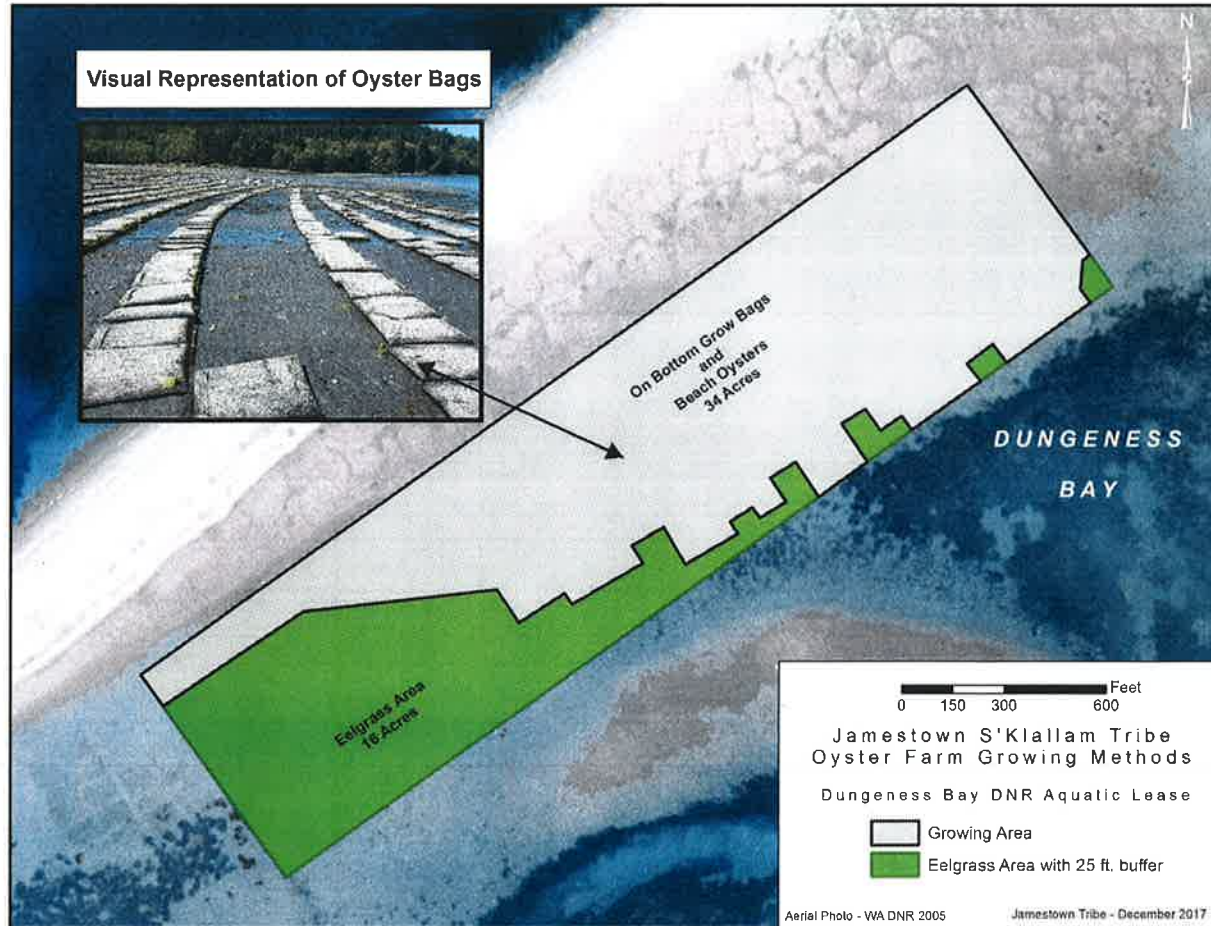 N
Visual Representation of Oyster Bags
On Bottom Grow Bags
and
Beach Oysters
34 Acres
DUNGENESS
BAY
Eelgrass Area
16 Acres
Feet
0 150 300 600
Jamestown S'Klallam Tribe
Oyster Farm Growing Methods
Dungeness Bay DNR Aquatic Lease
Growing Area
Eelgrass Area with 25 ft. buffer
Aerial Photo - WA DNR 2005 Jamestown Tribe - December 2017